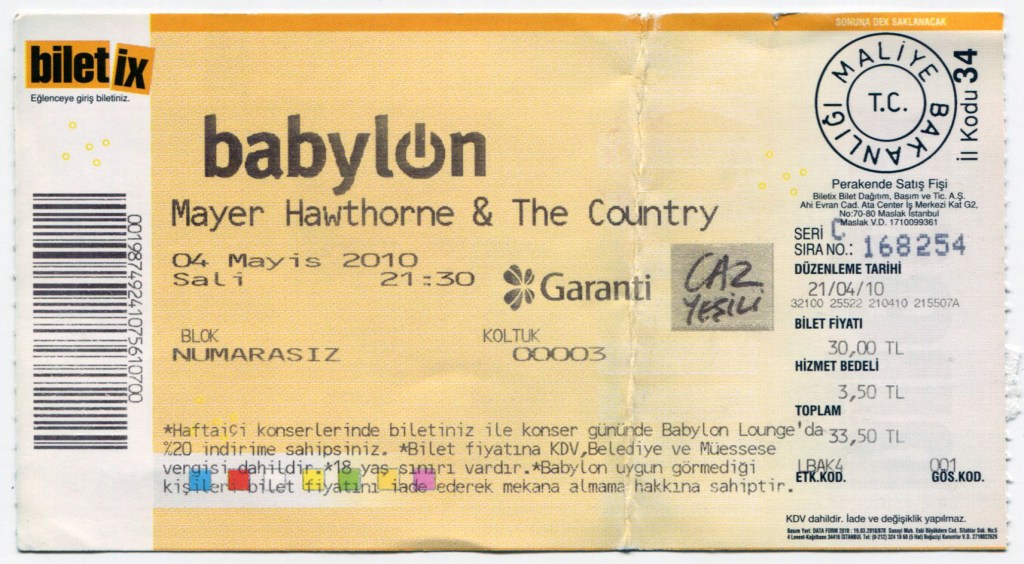 SONUNA DEK SAKLANACAK
biletix
Eğlenceye giriş biletiniz.
MALİYE BAKANLIĞI
T.C.
İl Kodu 34
babylon
Mayer Hawthorne & The Country
04 Mayis 2010
Sali 21:30
Garanti
CAZ
YEŞİLİ
BLOK KOLTUK
NUMARASIZ 00003
00198749241075610700
*Haftaiçi konserlerinde biletiniz ile konser gününde Babylon Lounge'da
%20 indirime sahipsiniz. *Bilet fiyatına KDV,Belediye ve Müessese
vergisi dahildir.*18 yaş sınırı vardır.*Babylon uygun görmediği
kişileri bilet fiyatını iade ederek mekana almama hakkına sahiptir.
Perakende Satış Fişi
Biletix Bilet Dağıtım, Basım ve Tic. A.Ş.
Ahi Evran Cad. Ata Center İş Merkezi Kat G2,
No:70-80 Maslak İstanbul
Maslak V.D. 1710099361
SERİ C
SIRA NO.: 168254
DÜZENLEME TARİHİ
21/04/10
32100 25522 210410 215507A
BİLET FİYATI
30,00 TL
HİZMET BEDELİ
3,50 TL
TOPLAM
33,50 TL
LBAK4 001
ETK.KOD. GÖS.KOD.
KDV dahildir. İade ve değişiklik yapılmaz.